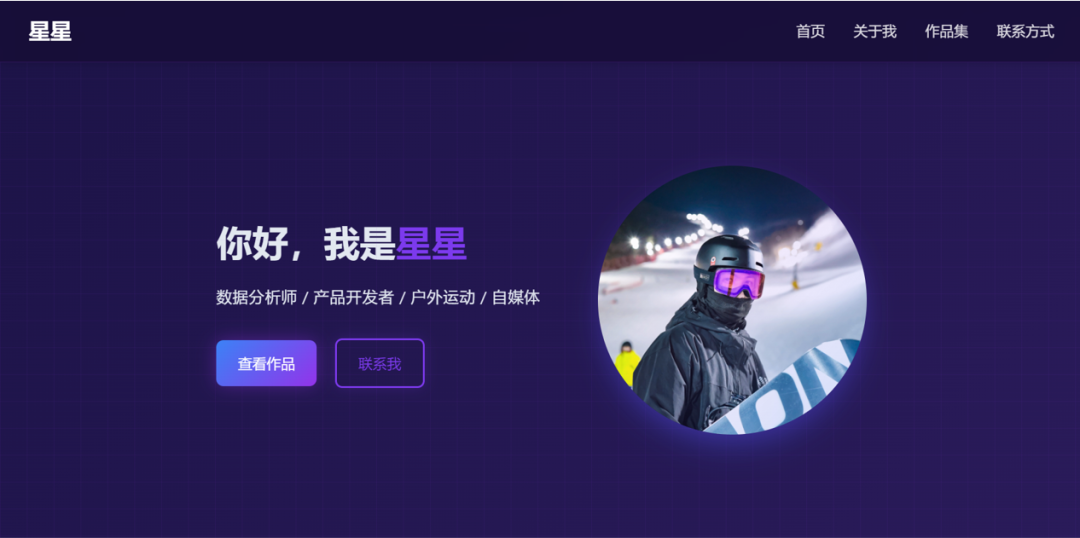 星星
首页 关于我 作品集 联系方式
你好，我是星星
数据分析师 / 产品开发者 / 户外运动 / 自媒体
查看作品 联系我